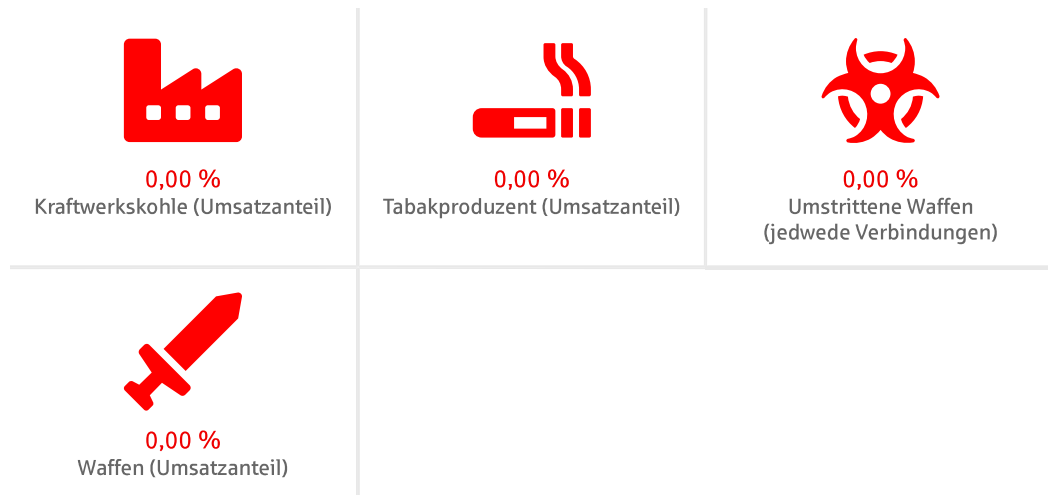 0,00 %
Kraftwerkskohle (Umsatzanteil)
0,00 %
Tabakproduzent (Umsatzanteil)
0,00 %
Umstrittene Waffen
(jedwede Verbindungen)
0,00 %
Waffen (Umsatzanteil)